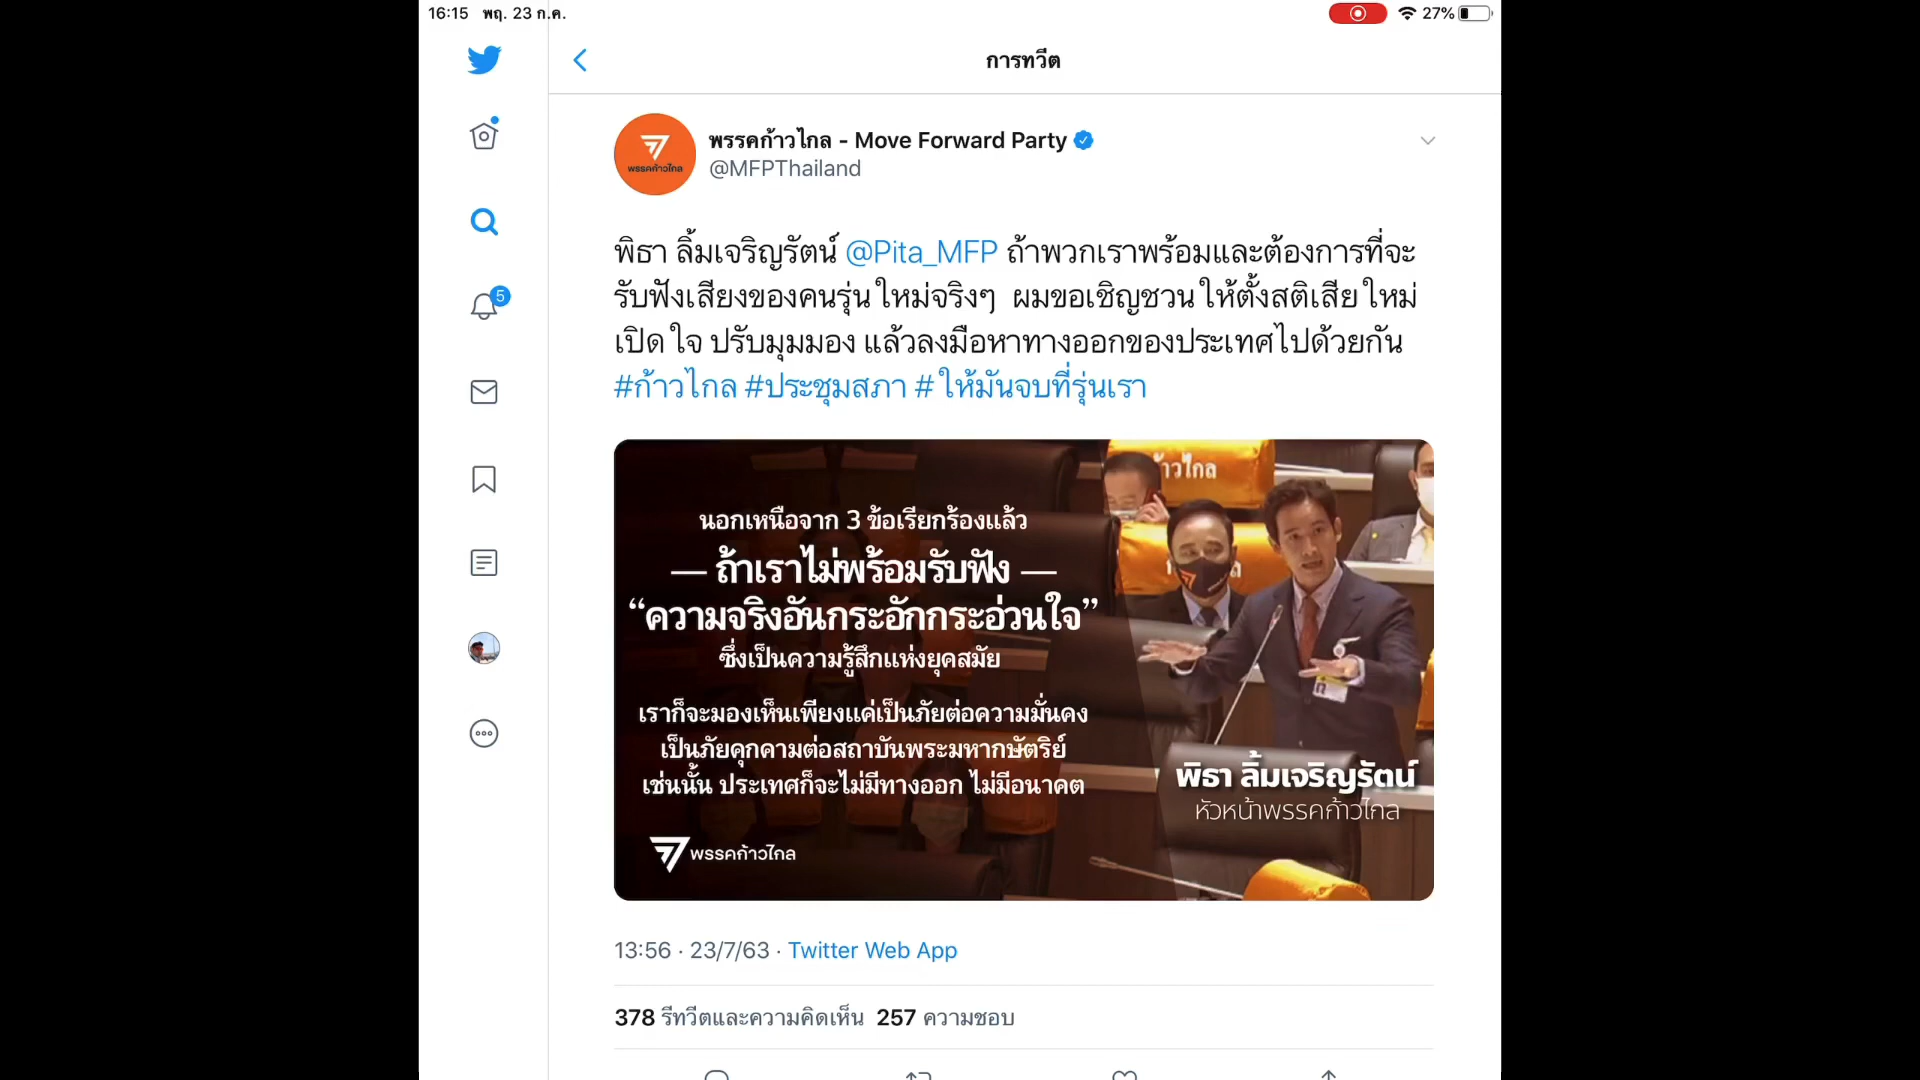 16:15 พฤ. 23 ก.ค.
27%
การทวีต
พรรคก้าวไกล - Move Forward Party
@MFPThailand
พรรคก้าวไกล
5
พิธา ลิ้มเจริญรัตน์ @Pita_MFP ถ้าพวกเราพร้อมและต้องการที่จะ
รับฟังเสียงของคนรุ่นใหม่จริงๆ ผมขอเชิญชวนให้ตั้งสติเสียใหม่
เปิดใจ ปรับมุมมอง แล้วลงมือหาทางออกของประเทศไปด้วยกัน
#ก้าวไกล #ประชุมสภา #ให้มันจบที่รุ่นเรา
าวไกล
นอกเหนือจาก 3 ข้อเรียกร้องแล้ว
— ถ้าเราไม่พร้อมรับฟัง —
“ความจริงอันกระอักกระอ่วนใจ”
ซึ่งเป็นความรู้สึกแห่งยุคสมัย
เราก็จะมองเห็นเพียงแค่เป็นภัยต่อความมั่นคง
เป็นภัยคุกคามต่อสถาบันพระมหากษัตริย์
เช่นนั้น ประเทศก็จะไม่มีทางออก ไม่มีอนาคต
พิธา ลิ้มเจริญรัตน์
หัวหน้าพรรคก้าวไกล
พรรคก้าวไกล
13:56 · 23/7/63 · Twitter Web App
378 รีทวีตและความคิดเห็น 257 ความชอบ